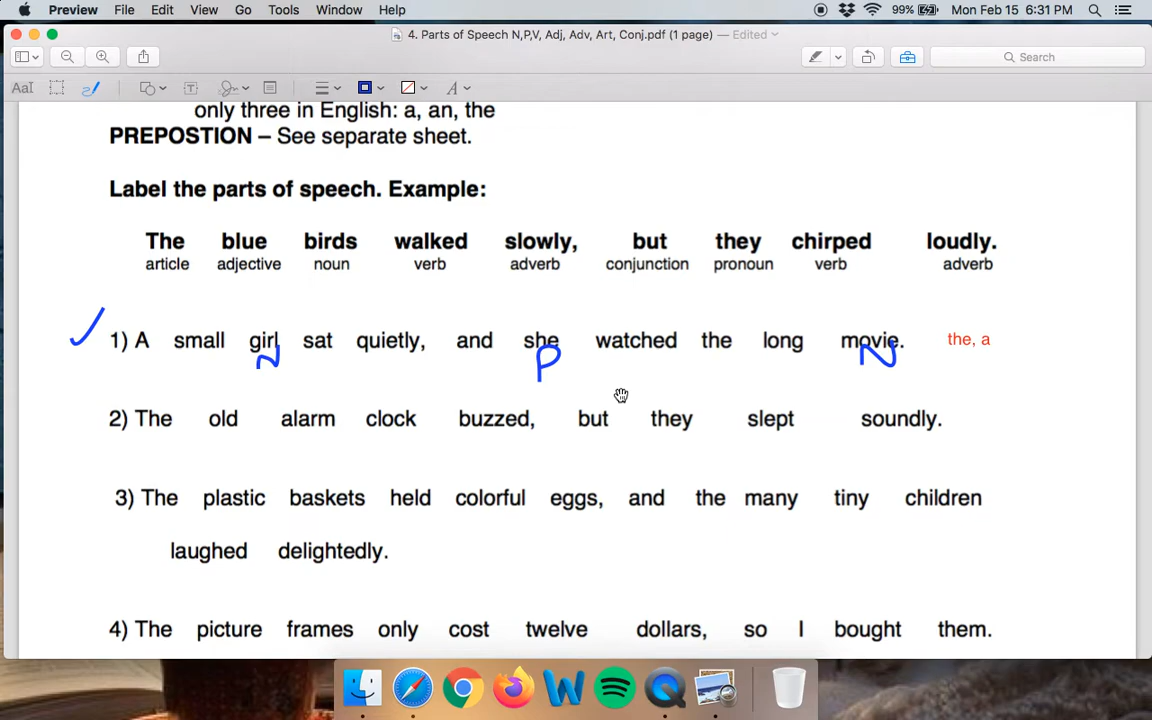 Preview File Edit View Go Tools Window Help 99% Mon Feb 15 6:31 PM
4. Parts of Speech N,P,V, Adj, Adv, Art, Conj.pdf (1 page) — Edited
Search
AaI T A
only three in English: a, an, the
PREPOSTION – See separate sheet.
Label the parts of speech. Example:
The blue birds walked slowly, but they chirped loudly.
article adjective noun verb adverb conjunction pronoun verb adverb
1) A small girl sat quietly, and she watched the long movie. the, a
N P N
2) The old alarm clock buzzed, but they slept soundly.
3) The plastic baskets held colorful eggs, and the many tiny children
laughed delightedly.
4) The picture frames only cost twelve dollars, so I bought them.
W